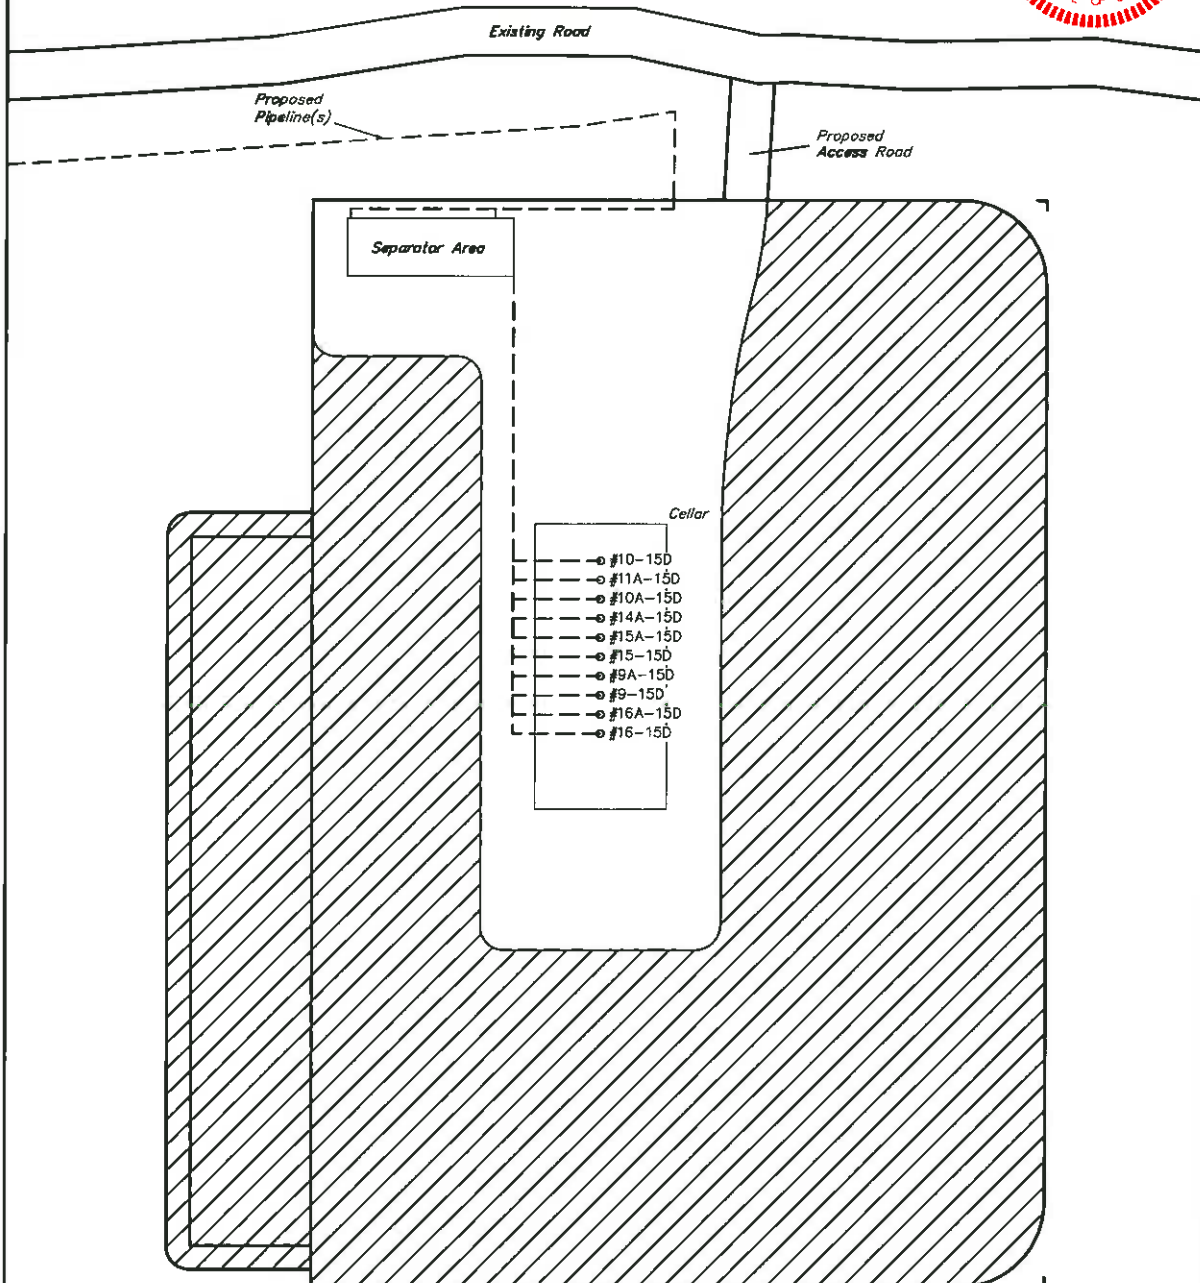 Existing Road
Proposed
Pipeline(s)
Proposed
Access Road
Separator Area
Cellar
#10-15D
#11A-15D
#10A-15D
#14A-15D
#15A-15D
#15-15D
#9A-15D
#9-15D
#16A-15D
#16-15D